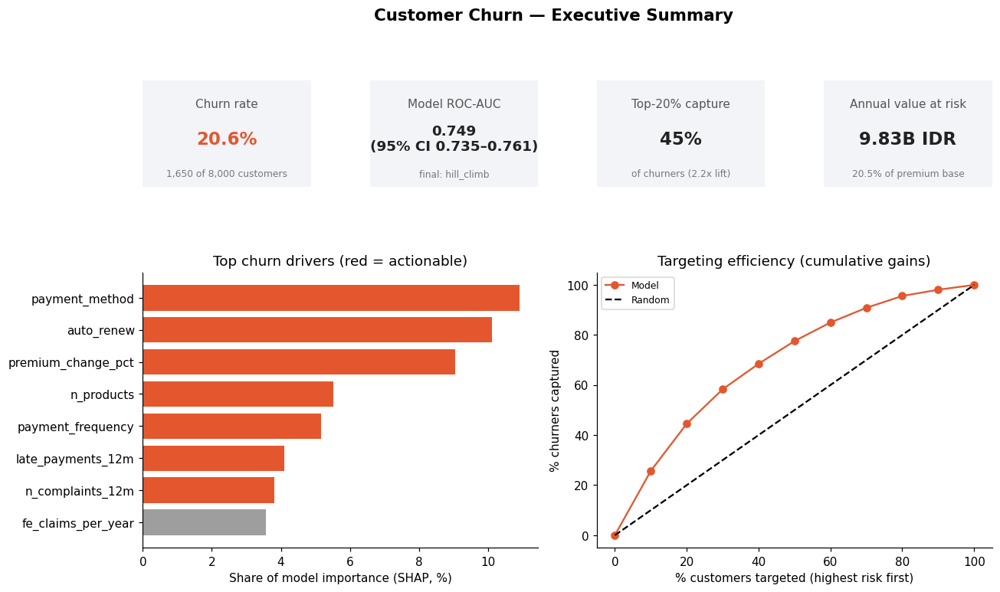 Customer Churn — Executive Summary
Churn rate
20.6%
1,650 of 8,000 customers
Model ROC-AUC
0.749
(95% CI 0.735–0.761)
final: hill_climb
Top-20% capture
45%
of churners (2.2x lift)
Annual value at risk
9.83B IDR
20.5% of premium base
Top churn drivers (red = actionable)
payment_method
auto_renew
premium_change_pct
n_products
payment_frequency
late_payments_12m
n_complaints_12m
fe_claims_per_year
0 2 4 6 8 10
Share of model importance (SHAP, %)
Targeting efficiency (cumulative gains)
Model
Random
% churners captured
100
80
60
40
20
0
0 20 40 60 80 100
% customers targeted (highest risk first)